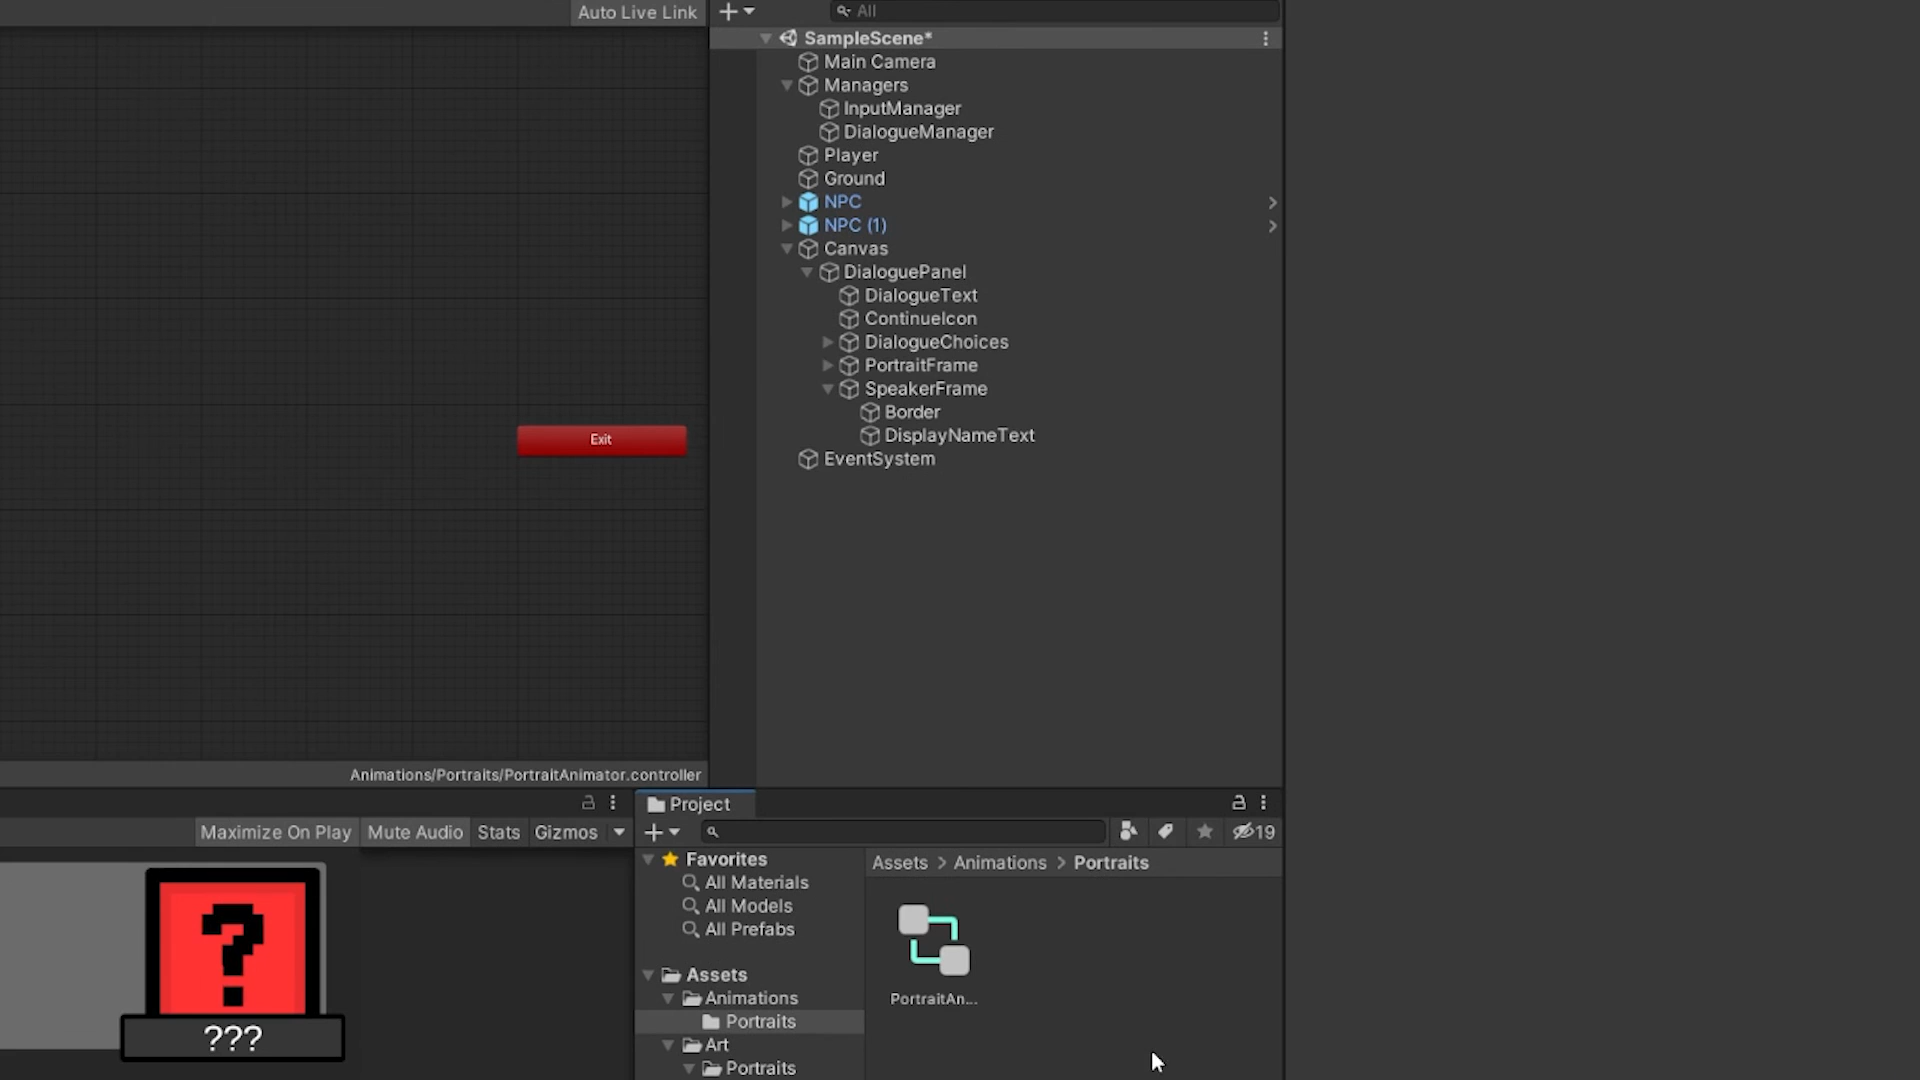 Auto Live Link
All
SampleScene*
Main Camera
Managers
InputManager
DialogueManager
Player
Ground
NPC
NPC (1)
Canvas
DialoguePanel
DialogueText
ContinueIcon
DialogueChoices
PortraitFrame
SpeakerFrame
Border
DisplayNameText
EventSystem
Exit
Animations/Portraits/PortraitAnimator.controller
Maximize On Play Mute Audio Stats Gizmos
?
???
Project
19
Favorites
All Materials
All Models
All Prefabs
Assets
Animations
Portraits
Art
Portraits
Assets > Animations > Portraits
PortraitAn...